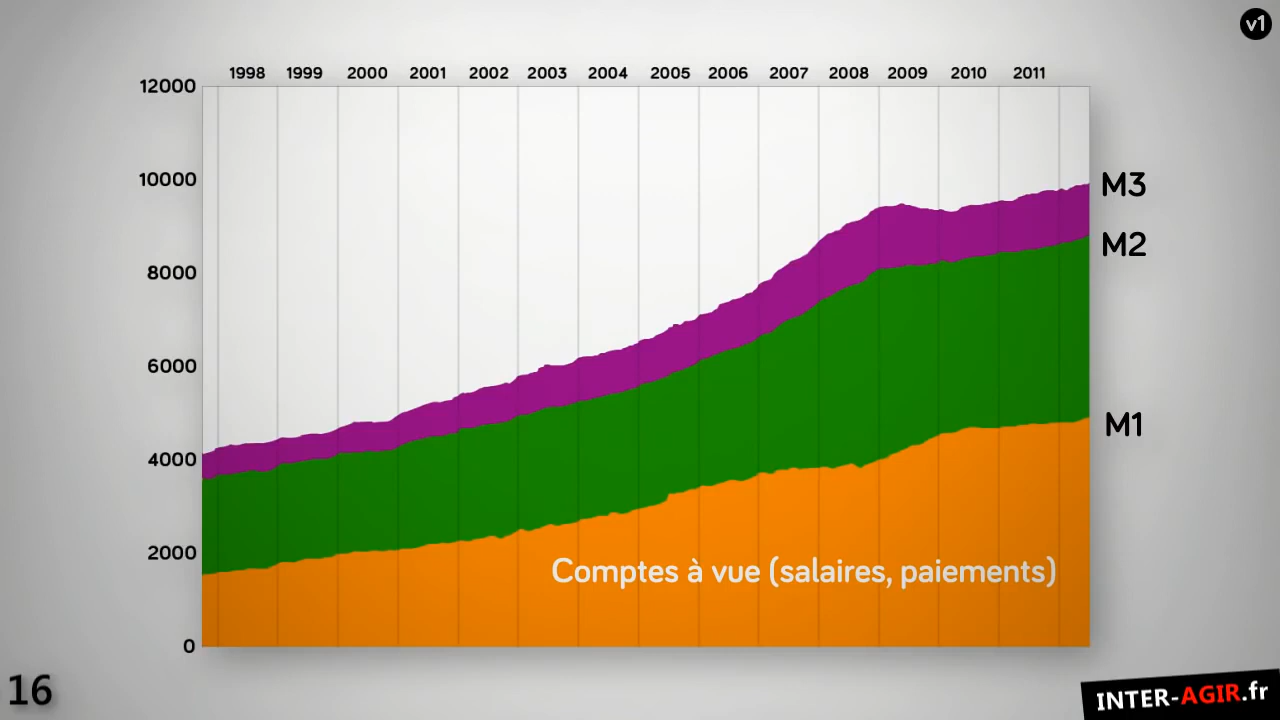 v1
1998 1999 2000 2001 2002 2003 2004 2005 2006 2007 2008 2009 2010 2011
12000
10000
M3
M2
8000
6000
M1
4000
2000
Comptes à vue (salaires, paiements)
0
16
INTER-AGIR.fr